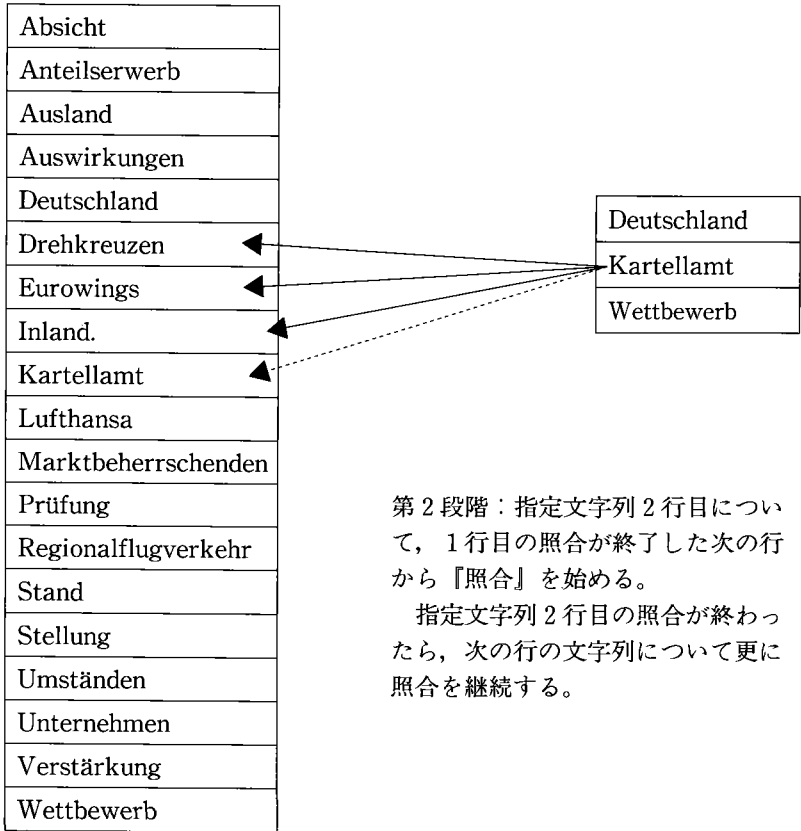 Absicht
Anteilserwerb
Ausland
Auswirkungen
Deutschland
Drehkreuzen
Eurowings
Inland.
Kartellamt
Lufthansa
Marktbeherrschenden
Prüfung
Regionalflugverkehr
Stand
Stellung
Umständen
Unternehmen
Verstärkung
Wettbewerb
Deutschland
Kartellamt
Wettbewerb
第2段階：指定文字列2行目につい
て，1行目の照合が終了した次の行
から『照合』を始める。
指定文字列2行目の照合が終わっ
たら，次の行の文字列について更に
照合を継続する。